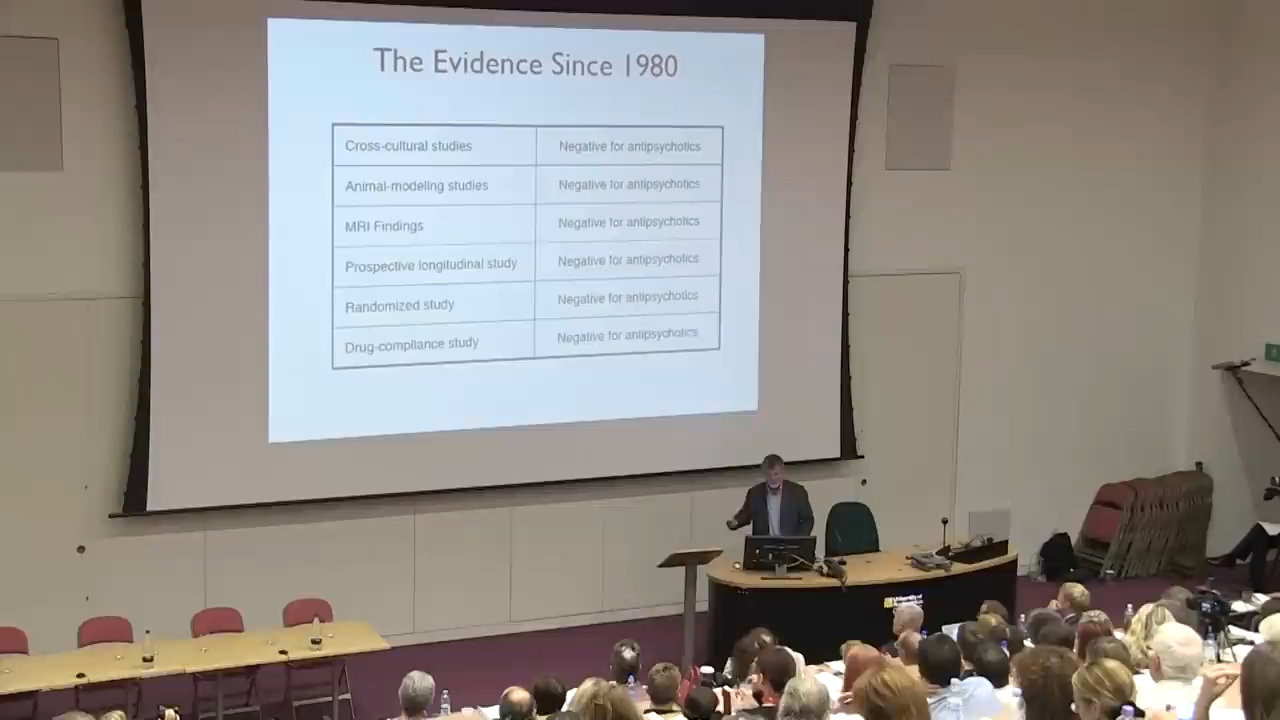 The Evidence Since 1980
Cross-cultural studies Negative for antipsychotics
Animal-modeling studies Negative for antipsychotics
MRI Findings Negative for antipsychotics
Prospective longitudinal study Negative for antipsychotics
Randomized study Negative for antipsychotics
Drug-compliance study Negative for antipsychotics
University of